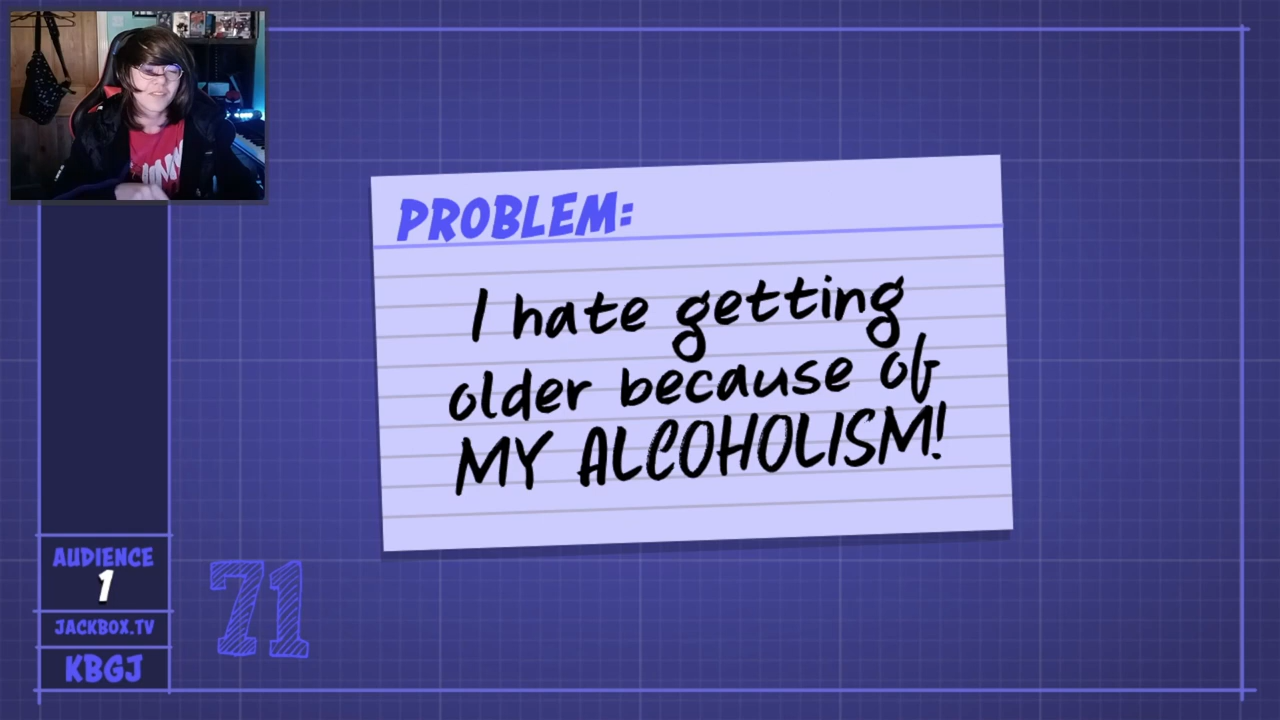 PROBLEM:
I hate getting
older because of
MY ALCOHOLISM!
AUDIENCE
1
JACKBOX.TV
KBGJ
71